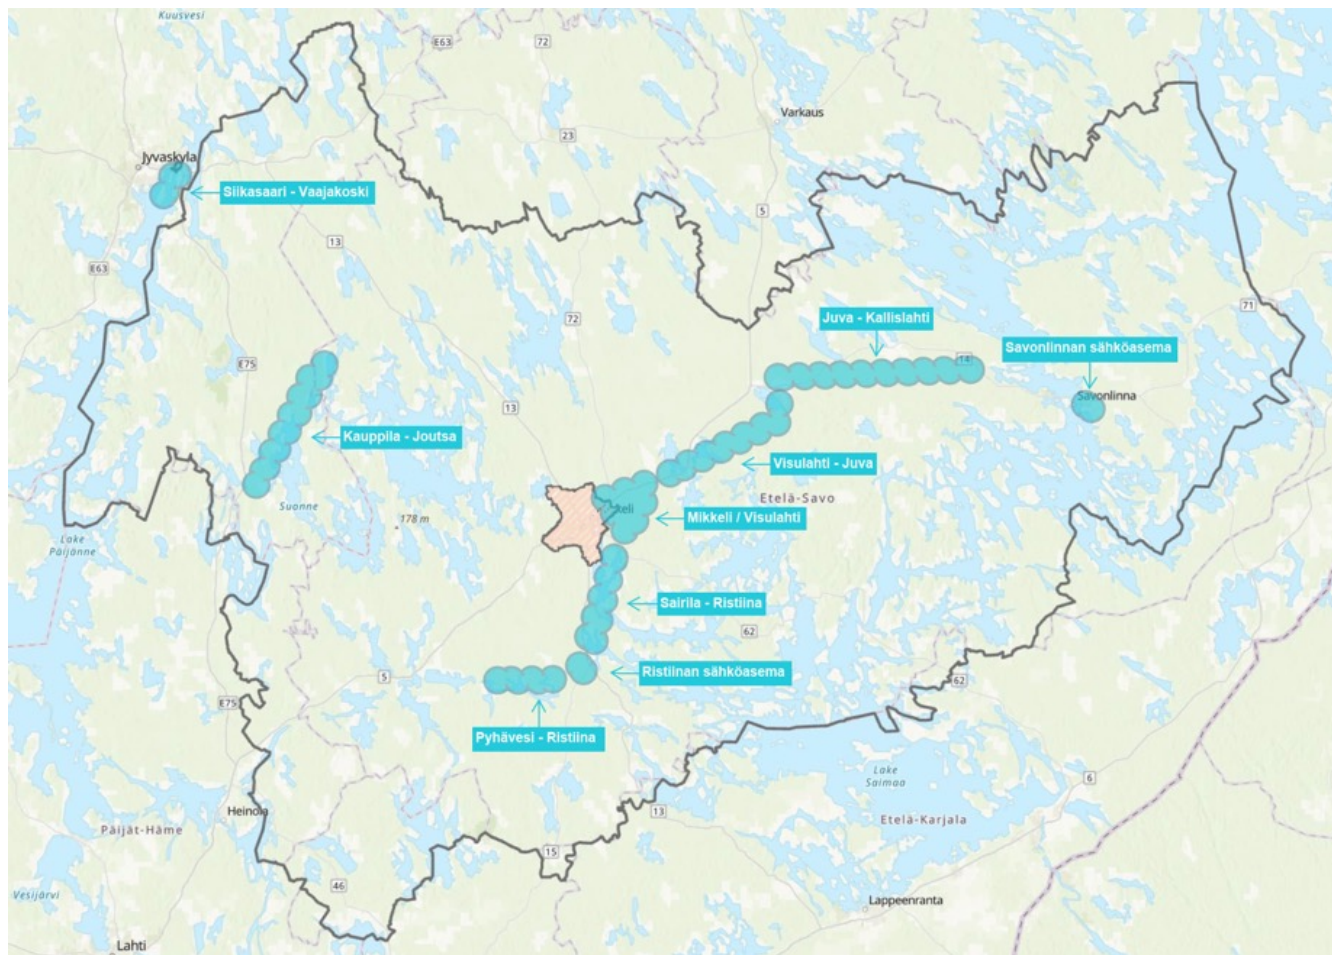 Kuusvesi
E63
72
Varkaus
23
Jyvaskyla
Siikasaari - Vaajakoski
5
13
E63
71
Juva - Kallislahti
72
Savonlinnan sähköasema
14
E75
Savonlinna
13
Kauppila - Joutsa
Visulahti - Juva
Etelä-Savo
Suonne
178 m
keli
Mikkeli / Visulahti
Lake
Päijänne
Sairila - Ristiina
62
Ristiinan sähköasema
5
62
E75
Pyhävesi - Ristiina
Lake
Saimaa
6
Heinola
13
Päijät-Häme
Etelä-Karjala
15
46
Vesijärvi
Lappeenranta
Lahti